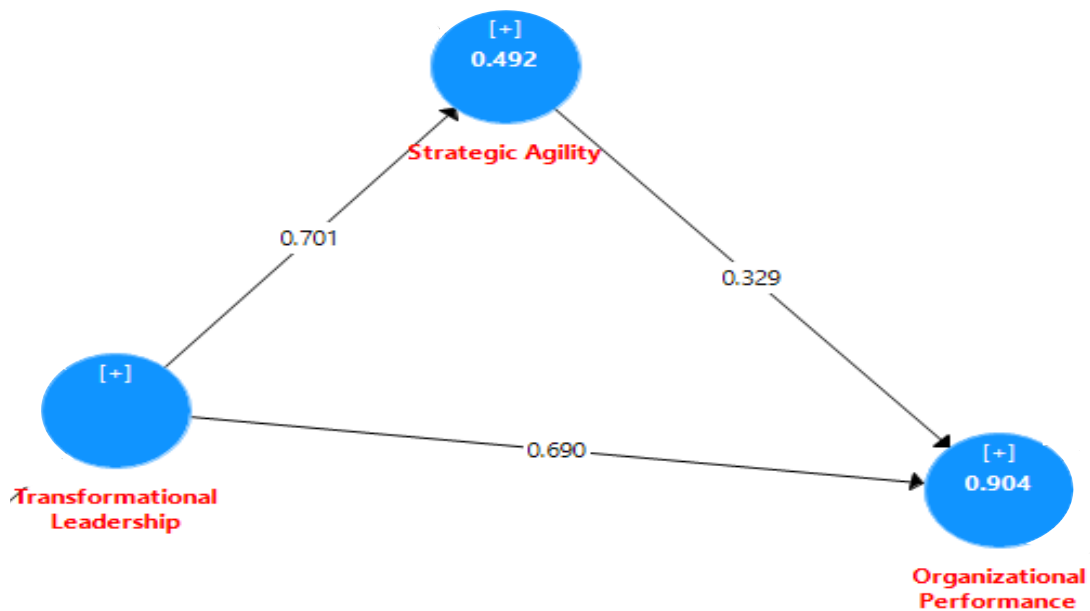 [+]
0.492
Strategic Agility
0.701
0.329
[+]
0.690
[+]
0.904
Transformational
Leadership
Organizational
Performance